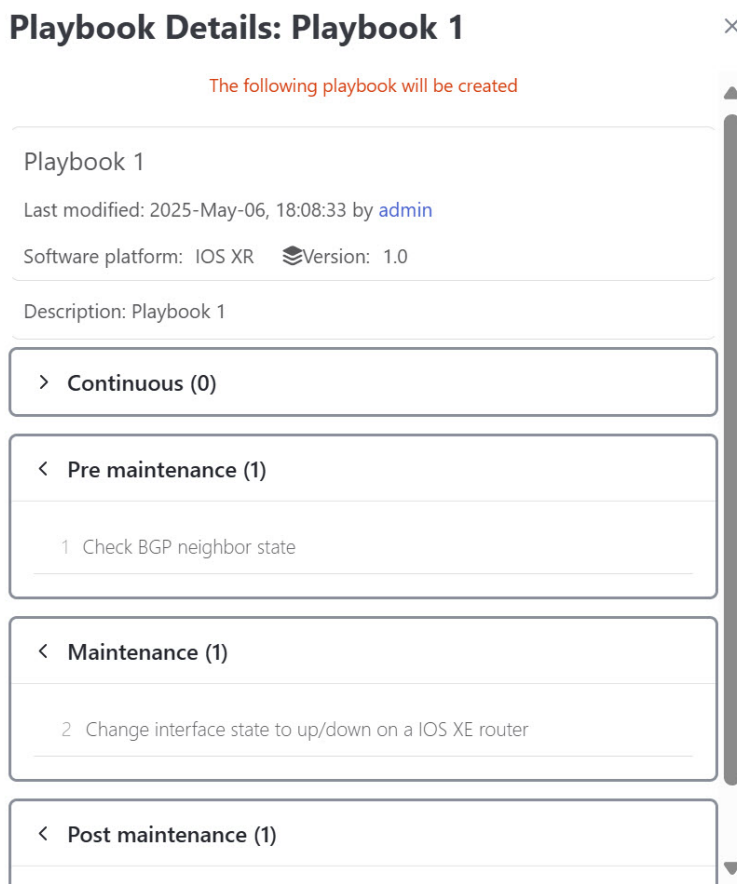 Playbook Details: Playbook 1
The following playbook will be created
Playbook 1
Last modified: 2025-May-06, 18:08:33 by admin
Software platform: IOS XR Version: 1.0
Description: Playbook 1
Continuous (0)
Pre maintenance (1)
1 Check BGP neighbor state
Maintenance (1)
2 Change interface state to up/down on a IOS XE router
Post maintenance (1)